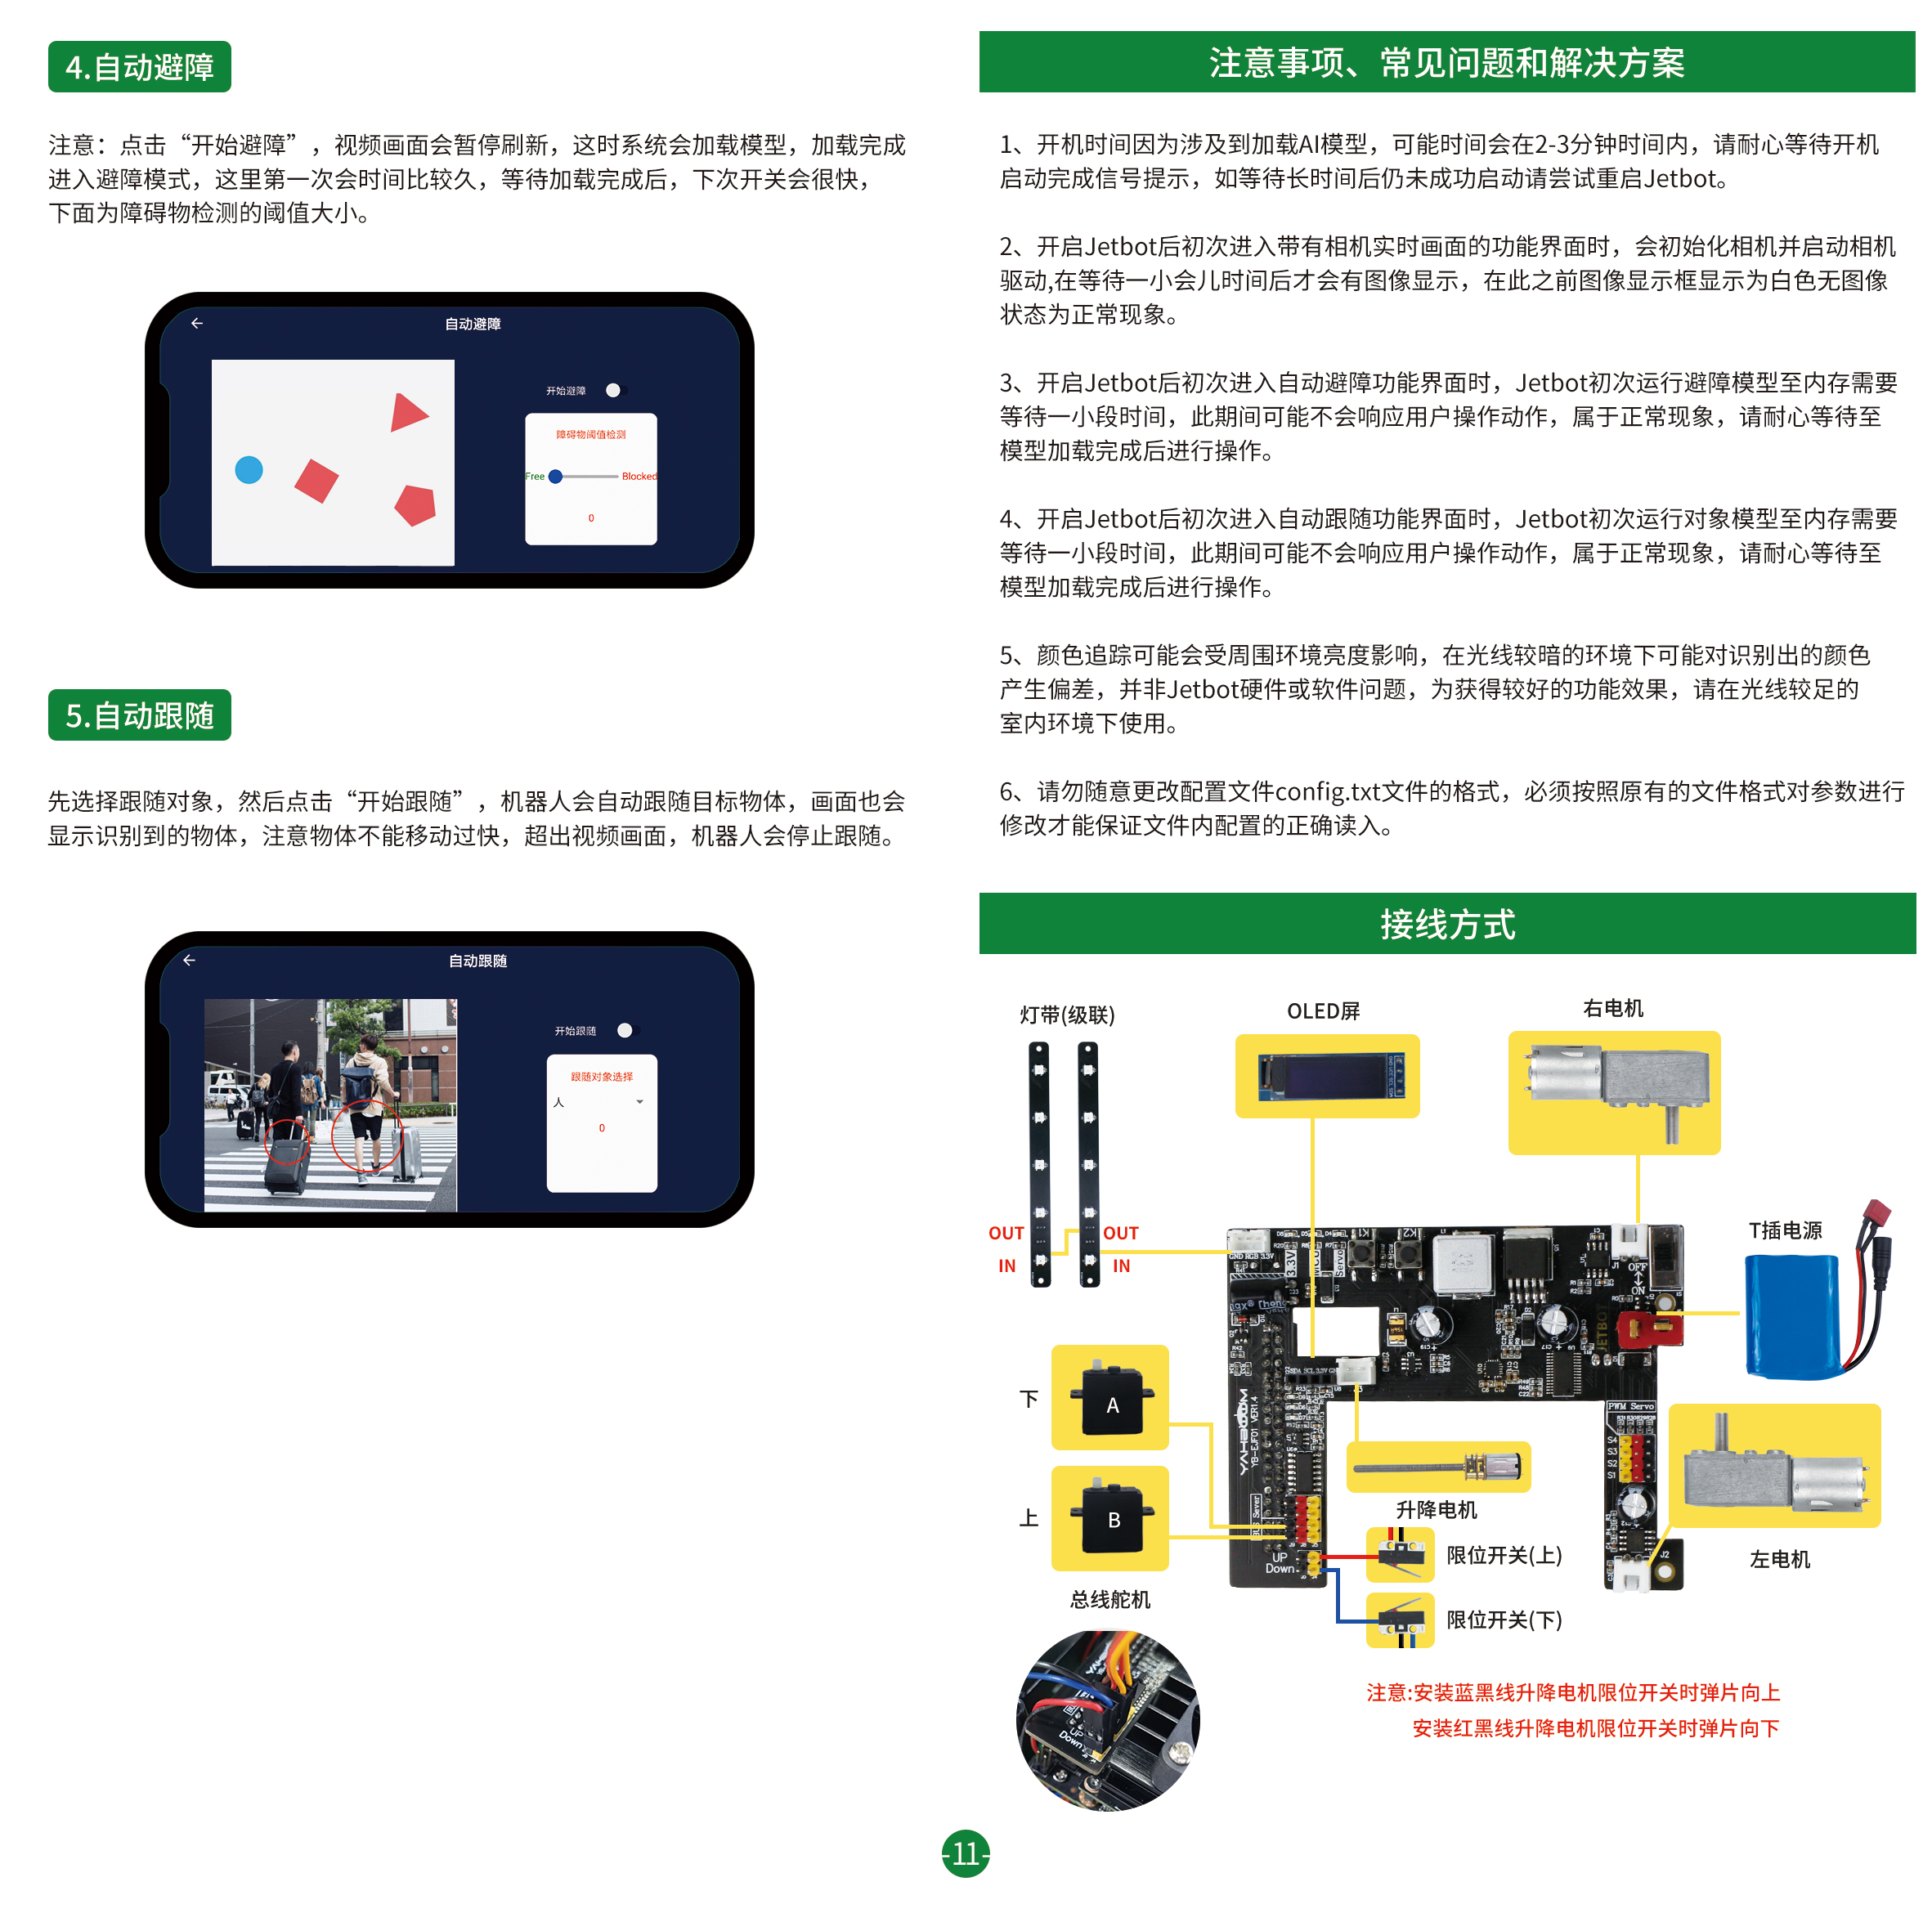 4.自动避障
注意：点击“开始避障”，视频画面会暂停刷新，这时系统会加载模型，加载完成
进入避障模式，这里第一次会时间比较久，等待加载完成后，下次开关会很快，
下面为障碍物检测的阈值大小。
自动避障
开始避障
障碍物阈值检测
Free
Blocked
0
5.自动跟随
先选择跟随对象，然后点击“开始跟随”，机器人会自动跟随目标物体，画面也会
显示识别到的物体，注意物体不能移动过快，超出视频画面，机器人会停止跟随。
自动跟随
开始跟随
跟随对象选择
人
0
注意事项、常见问题和解决方案
1、开机时间因为涉及到加载AI模型，可能时间会在2-3分钟时间内，请耐心等待开机
启动完成信号提示，如等待长时间后仍未成功启动请尝试重启Jetbot。
2、开启Jetbot后初次进入带有相机实时画面的功能界面时，会初始化相机并启动相机
驱动,在等待一小会儿时间后才会有图像显示，在此之前图像显示框显示为白色无图像
状态为正常现象。
3、开启Jetbot后初次进入自动避障功能界面时，Jetbot初次运行避障模型至内存需要
等待一小段时间，此期间可能不会响应用户操作动作，属于正常现象，请耐心等待至
模型加载完成后进行操作。
4、开启Jetbot后初次进入自动跟随功能界面时，Jetbot初次运行对象模型至内存需要
等待一小段时间，此期间可能不会响应用户操作动作，属于正常现象，请耐心等待至
模型加载完成后进行操作。
5、颜色追踪可能会受周围环境亮度影响，在光线较暗的环境下可能对识别出的颜色
产生偏差，并非Jetbot硬件或软件问题，为获得较好的功能效果，请在光线较足的
室内环境下使用。
6、请勿随意更改配置文件config.txt文件的格式，必须按照原有的文件格式对参数进行
修改才能保证文件内配置的正确读入。
接线方式
灯带(级联)
OLED屏
右电机
OUT
OUT
IN
IN
T插电源
GND RGB 3.3V
K1
K2
3.3V
MCU
Servo
J1
OFF
ON
JETBOT
SDA SCL 3.3V GND
YAHBOOM
YB-EJF01 VER1.4
PWM Servo
S4
S3
S2
S1
下
A
上
B
升降电机
UP
Down
J2
限位开关(上)
限位开关(下)
左电机
总线舵机
UP
Down
注意:安装蓝黑线升降电机限位开关时弹片向上
安装红黑线升降电机限位开关时弹片向下
-11-